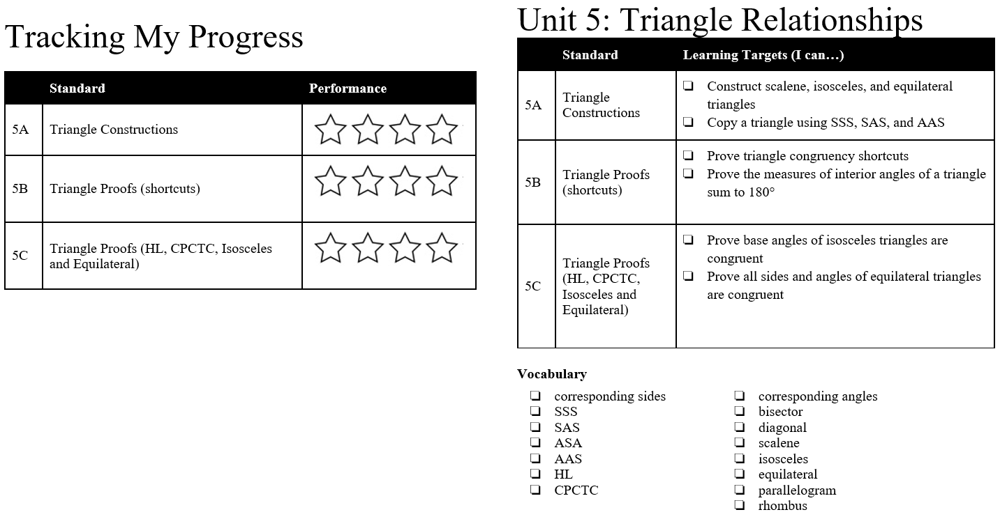 Tracking My Progress
Standard Performance
5A Triangle Constructions
5B Triangle Proofs (shortcuts)
5C Triangle Proofs (HL, CPCTC, Isosceles
and Equilateral)
Unit 5: Triangle Relationships
Standard Learning Targets (I can…)
5A
Triangle
Constructions
❏ Construct scalene, isosceles, and equilateral
triangles
❏ Copy a triangle using SSS, SAS, and AAS
5B
Triangle Proofs
(shortcuts)
❏ Prove triangle congruency shortcuts
❏ Prove the measures of interior angles of a triangle
sum to 180°
5C
Triangle Proofs
(HL, CPCTC,
Isosceles and
Equilateral)
❏ Prove base angles of isosceles triangles are
congruent
❏ Prove all sides and angles of equilateral triangles
are congruent
Vocabulary
❏ corresponding sides
❏ SSS
❏ SAS
❏ ASA
❏ AAS
❏ HL
❏ CPCTC
❏ corresponding angles
❏ bisector
❏ diagonal
❏ scalene
❏ isosceles
❏ equilateral
❏ parallelogram
❏ rhombus